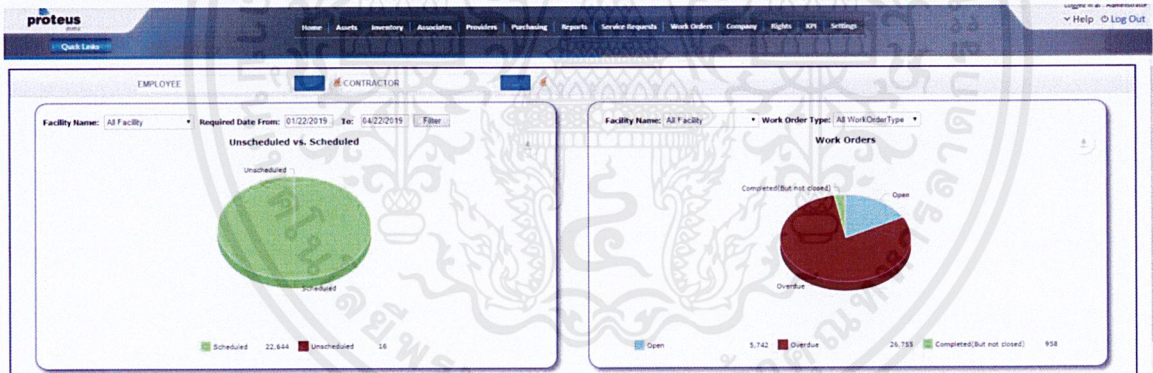 proteus
Logged in as : Administrator
Home Assets Inventory Associates Providers Purchasing Reports Service Requests Work Orders Company Rights KPI Settings
Help Log Out
Quick Links
EMPLOYEE CONTRACTOR
Facility Name: All Facility Required Date From: 01/22/2019 To: 04/22/2019 Filter
Unscheduled vs. Scheduled
Unscheduled
Scheduled
Scheduled 22,644 Unscheduled 16
Facility Name: All Facility Work Order Type: All WorkOrderType
Work Orders
Completed(But not closed)
Open
Overdue
Open 5,742 Overdue 26,755 Completed(But not closed) 958